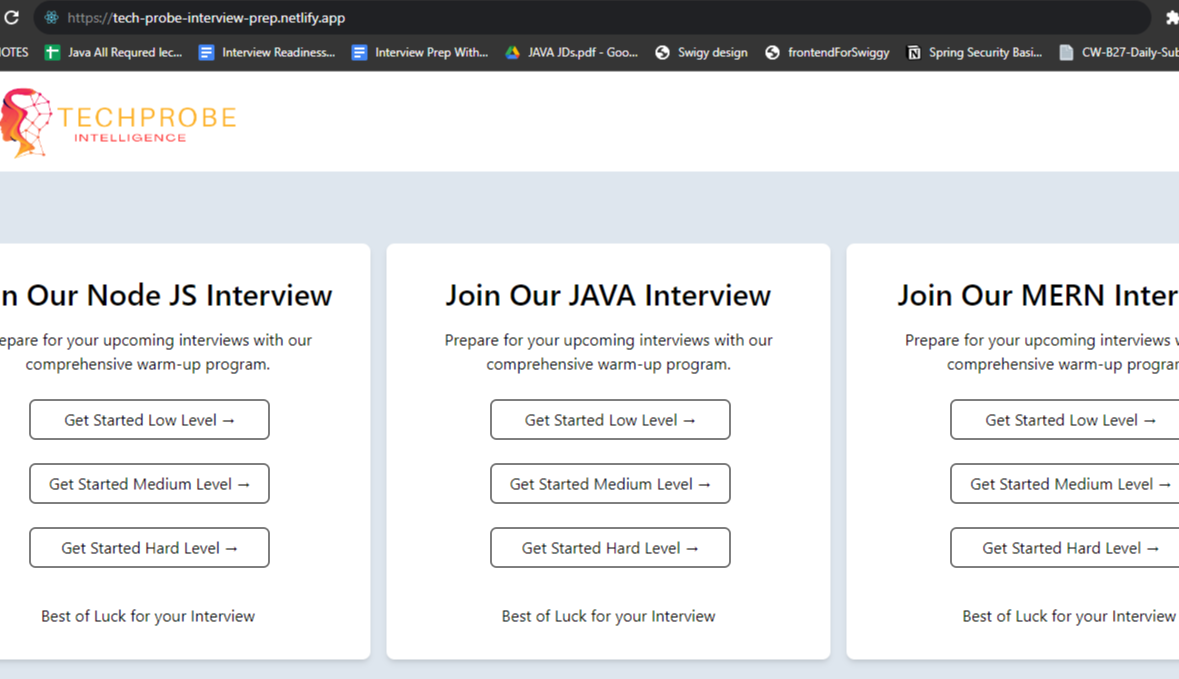 https://tech-probe-interview-prep.netlify.app
OTES Java All Requred lec... Interview Readiness... Interview Prep With... JAVA JDs.pdf - Goo... Swigy design frontendForSwiggy Spring Security Basi... CW-B27-Daily-Sub
TECHPROBE
INTELLIGENCE
n Our Node JS Interview
epare for your upcoming interviews with our
comprehensive warm-up program.
Get Started Low Level →
Get Started Medium Level →
Get Started Hard Level →
Best of Luck for your Interview
Join Our JAVA Interview
Prepare for your upcoming interviews with our
comprehensive warm-up program.
Get Started Low Level →
Get Started Medium Level →
Get Started Hard Level →
Best of Luck for your Interview
Join Our MERN Inter
Prepare for your upcoming interviews
comprehensive warm-up progra
Get Started Low Level →
Get Started Medium Level →
Get Started Hard Level →
Best of Luck for your Interview